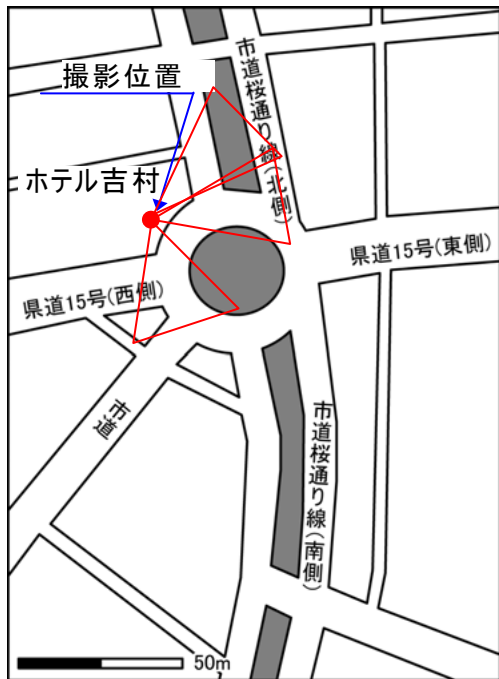 撮影位置
市道桜通り線(北側)
ホテル吉村
県道15号(東側)
県道15号(西側)
市道
市道桜通り線(南側)
50m